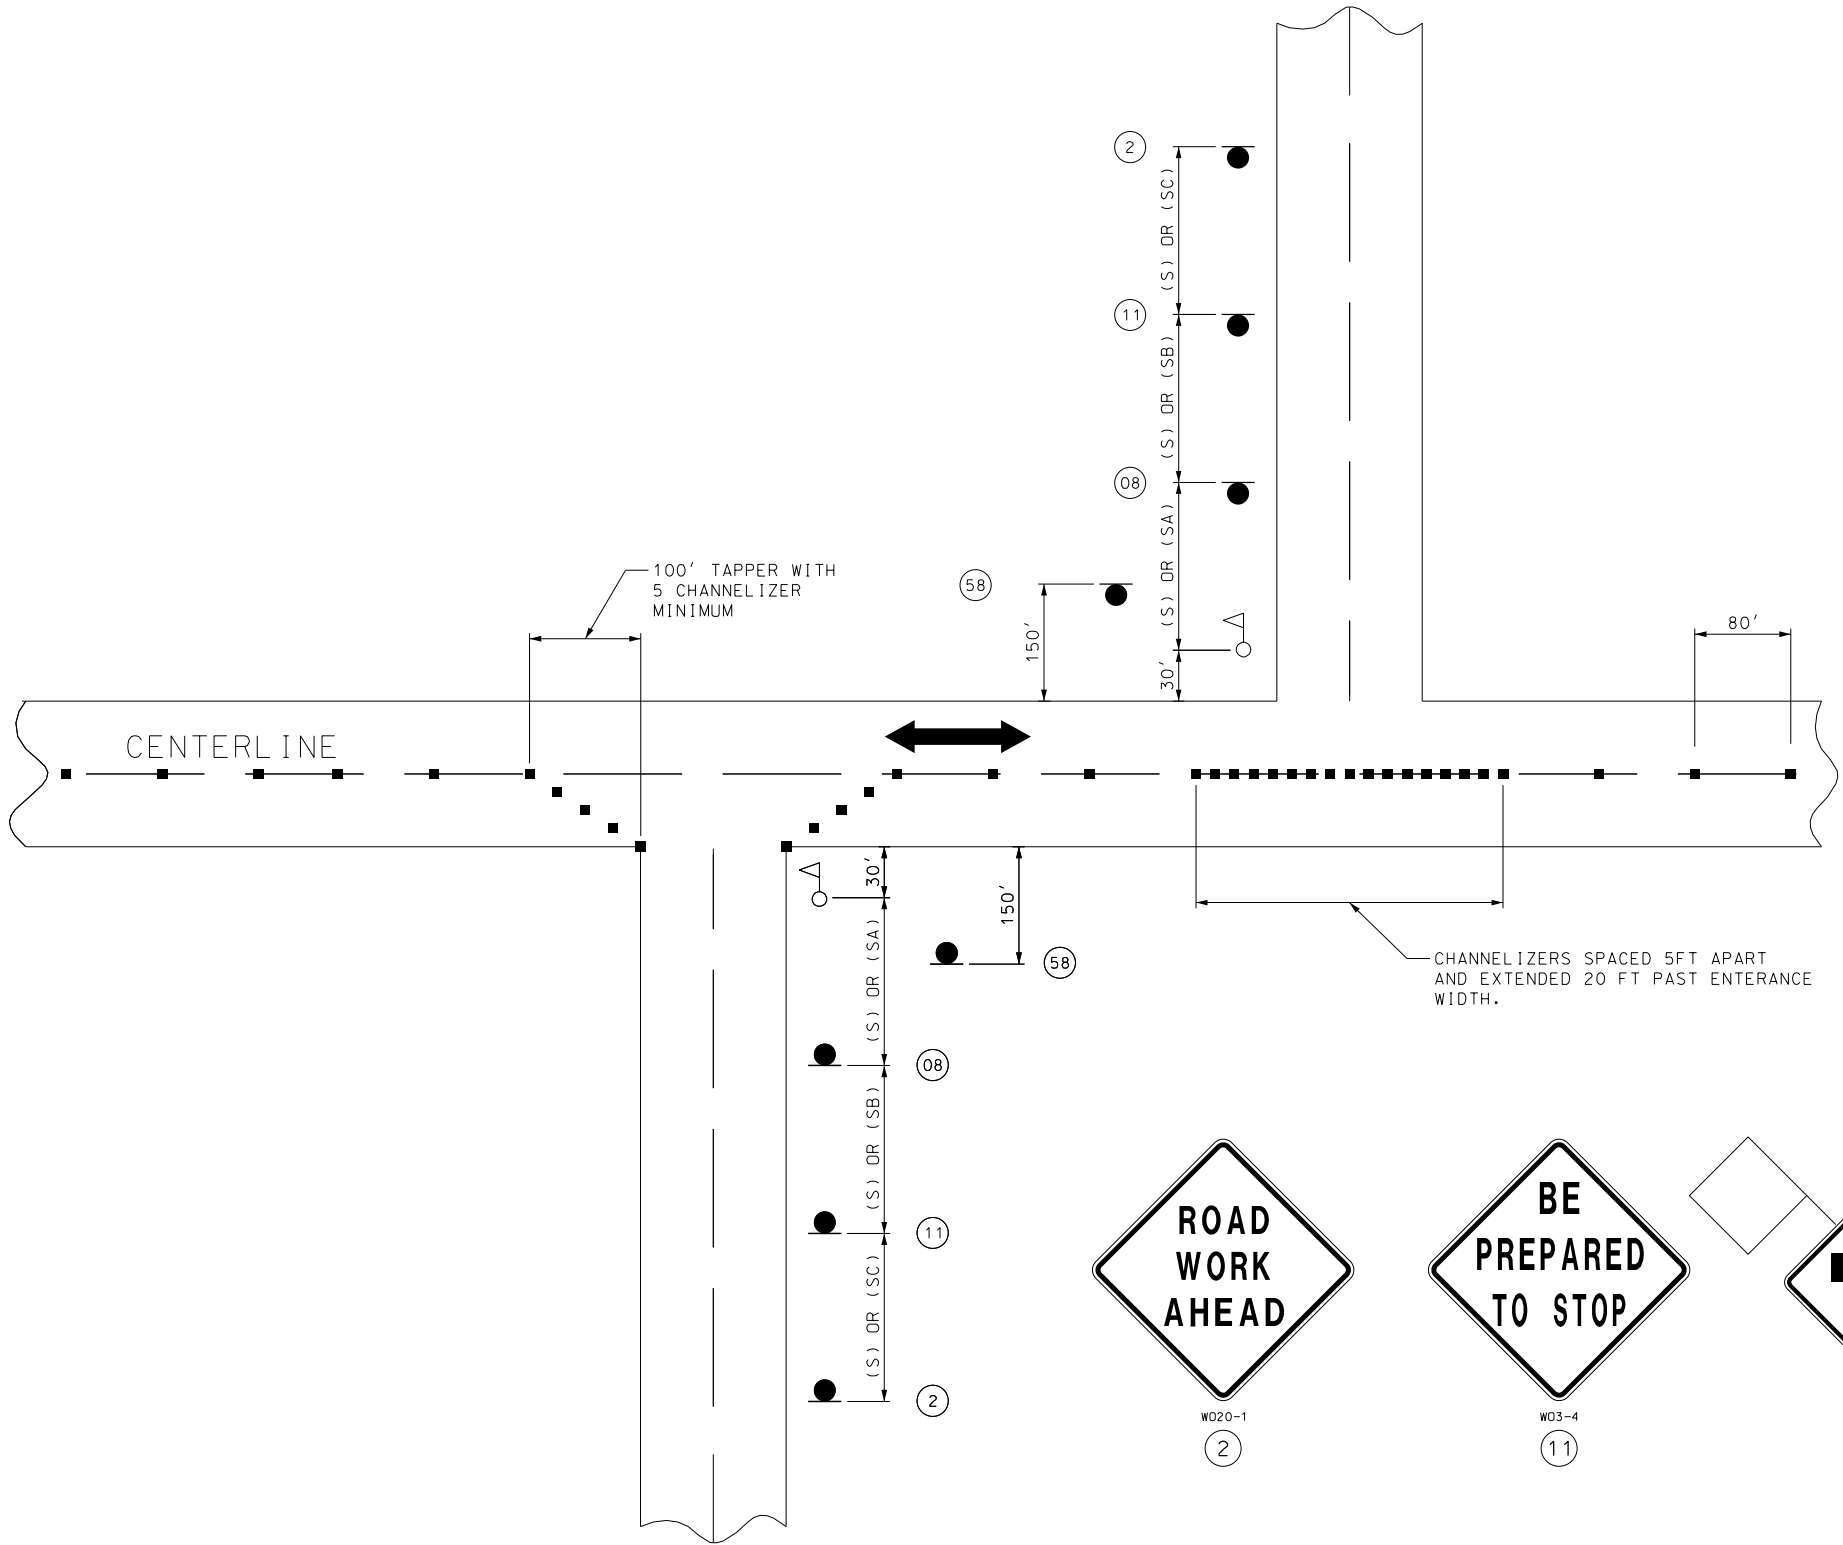 2
(S) OR (SC)
11
(S) OR (SB)
08
(S) OR (SA)
100' TAPPER WITH
5 CHANNELIZER
MINIMUM
58
150'
30'
80'
CENTERLINE
30'
150'
(S) OR (SA)
58
CHANNELIZERS SPACED 5FT APART
AND EXTENDED 20 FT PAST ENTERANCE
WIDTH.
08
(S) OR (SB)
11
(S) OR (SC)
2
ROAD
WORK
AHEAD
WO20-1
2
BE
PREPARED
TO STOP
WO3-4
11